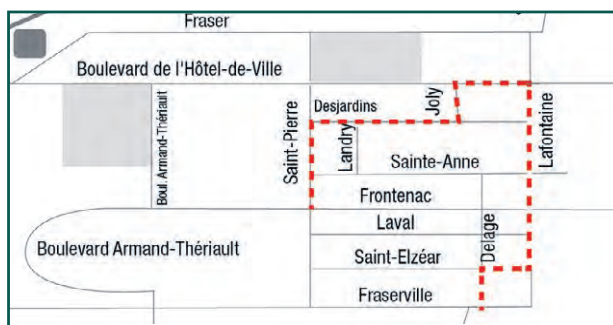 Fraser
Boulevard de l'Hôtel-de-Ville
Boul. Armand-Thériault
Saint-Pierre
Desjardins
Joly
Landry
Lafontaine
Sainte-Anne
Frontenac
Laval
Delage
Boulevard Armand-Thériault
Saint-Elzéar
Fraserville